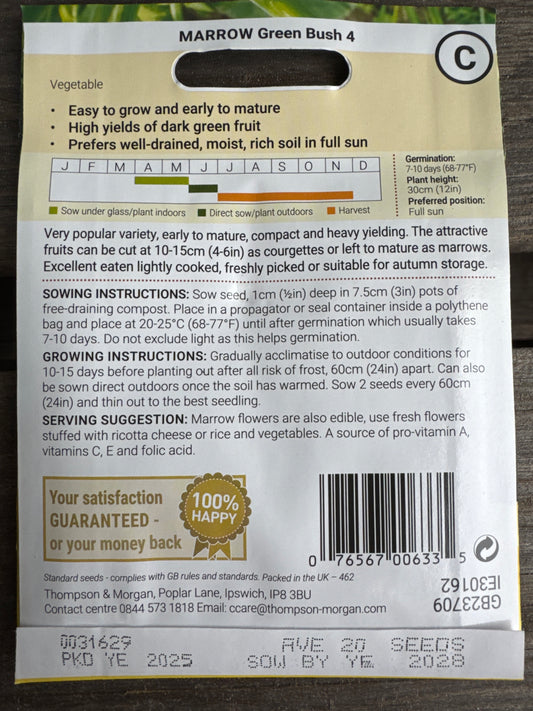 MARROW Green Bush 4
C
Vegetable
• Easy to grow and early to mature
• High yields of dark green fruit
• Prefers well-drained, moist, rich soil in full sun
J F M A M J J A S O N D
Sow under glass/plant indoors Direct sow/plant outdoors Harvest
Germination:
7-10 days (68-77°F)
Plant height:
30cm (12in)
Preferred position:
Full sun
Very popular variety, early to mature, compact and heavy yielding. The attractive
fruits can be cut at 10-15cm (4-6in) as courgettes or left to mature as marrows.
Excellent eaten lightly cooked, freshly picked or suitable for autumn storage.
SOWING INSTRUCTIONS: Sow seed, 1cm (½in) deep in 7.5cm (3in) pots of
free-draining compost. Place in a propagator or seal container inside a polythene
bag and place at 20-25°C (68-77°F) until after germination which usually takes
7-10 days. Do not exclude light as this helps germination.
GROWING INSTRUCTIONS: Gradually acclimatise to outdoor conditions for
10-15 days before planting out after all risk of frost, 60cm (24in) apart. Can also
be sown direct outdoors once the soil has warmed. Sow 2 seeds every 60cm
(24in) and thin out to the best seedling.
SERVING SUGGESTION: Marrow flowers are also edible, use fresh flowers
stuffed with ricotta cheese or rice and vegetables. A source of pro-vitamin A,
vitamins C, E and folic acid.
Your satisfaction
GUARANTEED -
or your money back
100%
HAPPY
0 76567 00633 5
Standard seeds - complies with GB rules and standards. Packed in the UK – 462
Thompson & Morgan, Poplar Lane, Ipswich, IP8 3BU
Contact centre 0844 573 1818 Email: ccare@thompson-morgan.com
GB23709
IE30162
0031629 AVE 20 SEEDS
PKD YE 2025 SOW BY YE 2028